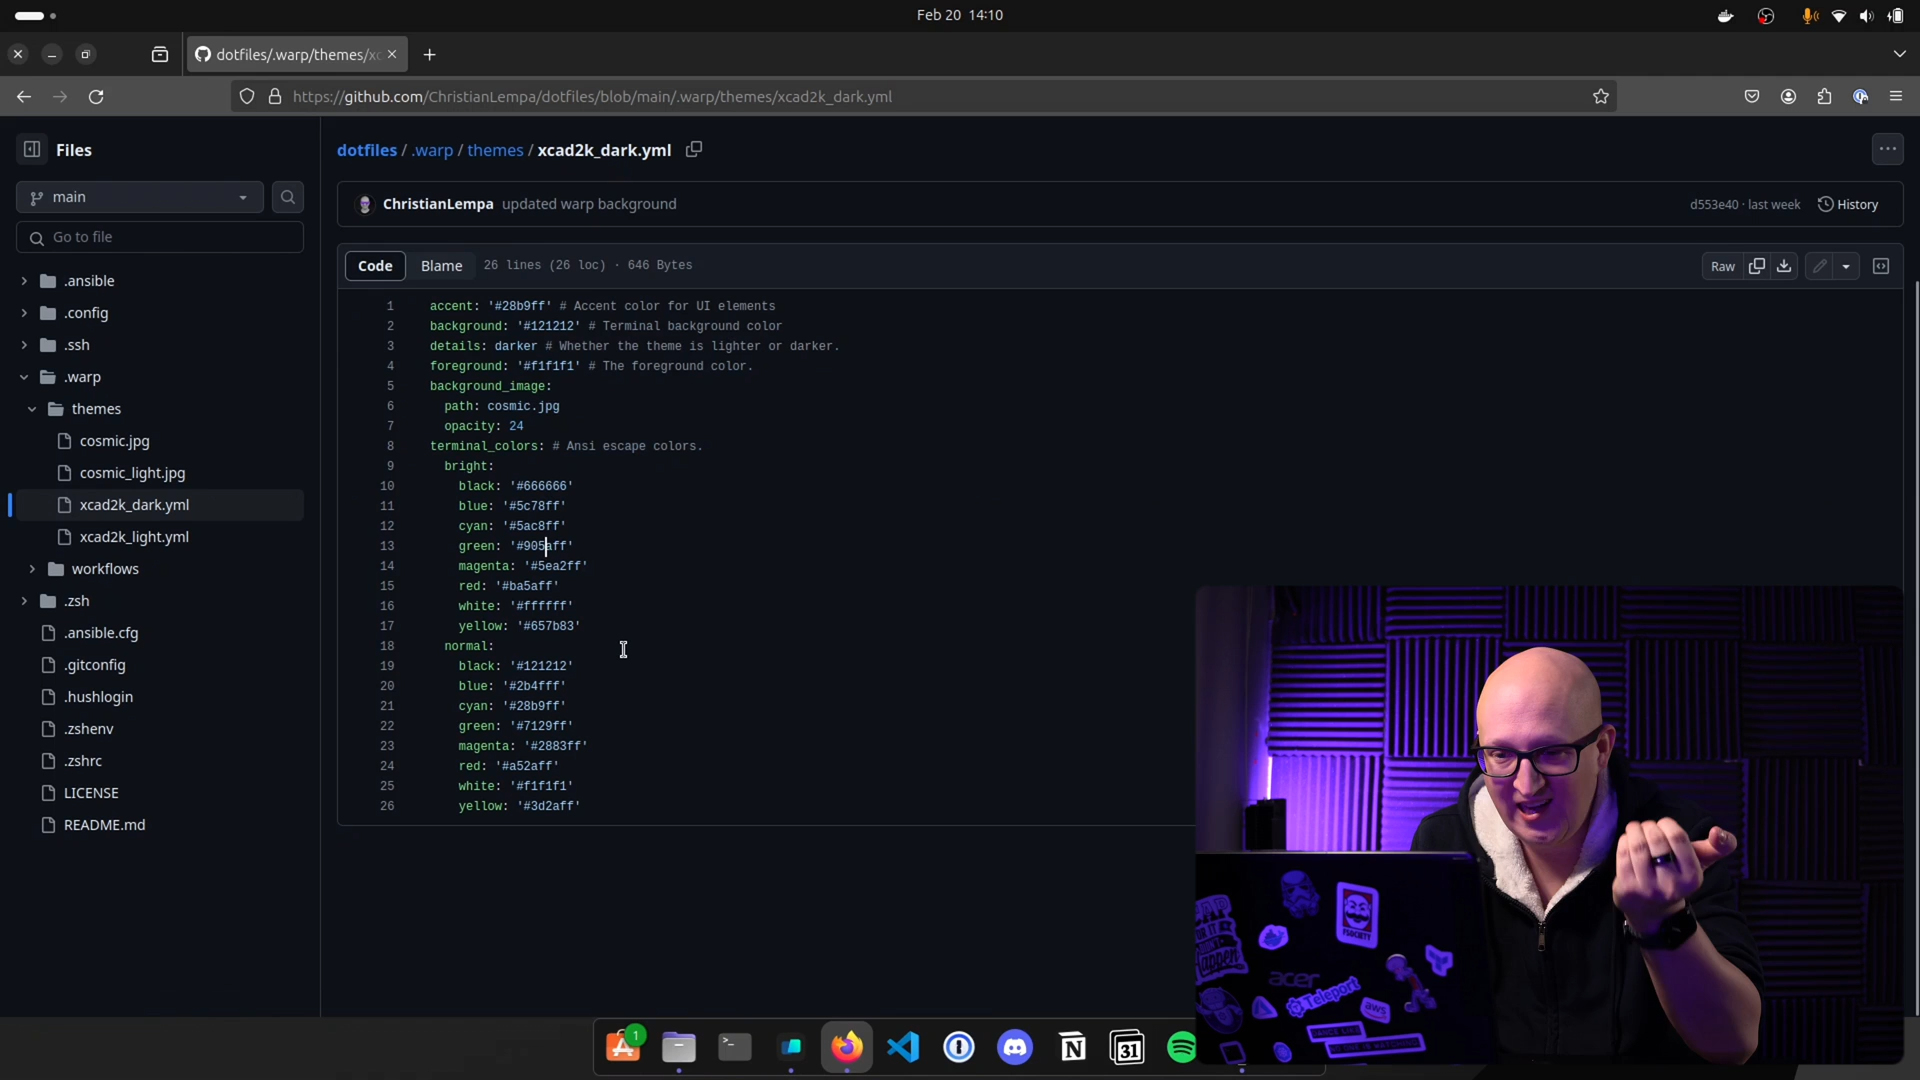 Feb 20 14:10
dotfiles/.warp/themes/xc
https://github.com/ChristianLempa/dotfiles/blob/main/.warp/themes/xcad2k_dark.yml
Files
main
Go to file
.ansible
.config
.ssh
.warp
themes
cosmic.jpg
cosmic_light.jpg
xcad2k_dark.yml
xcad2k_light.yml
workflows
.zsh
.ansible.cfg
.gitconfig
.hushlogin
.zshenv
.zshrc
LICENSE
README.md
dotfiles / .warp / themes / xcad2k_dark.yml
ChristianLempa updated warp background
d553e40 · last week
History
Code
Blame
26 lines (26 loc) · 646 Bytes
Raw
1 accent: '#28b9ff' # Accent color for UI elements
2 background: '#121212' # Terminal background color
3 details: darker # Whether the theme is lighter or darker.
4 foreground: '#f1f1f1' # The foreground color.
5 background_image:
6 path: cosmic.jpg
7 opacity: 24
8 terminal_colors: # Ansi escape colors.
9 bright:
10 black: '#666666'
11 blue: '#5c78ff'
12 cyan: '#5ac8ff'
13 green: '#905aff'
14 magenta: '#5ea2ff'
15 red: '#ba5aff'
16 white: '#ffffff'
17 yellow: '#657b83'
18 normal:
19 black: '#121212'
20 blue: '#2b4fff'
21 cyan: '#28b9ff'
22 green: '#7129ff'
23 magenta: '#2883ff'
24 red: '#a52aff'
25 white: '#f1f1f1'
26 yellow: '#3d2aff'
FSOCIETY
Happen
acer
Teleport
aws
1
31